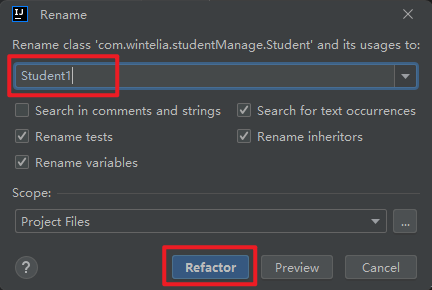 IJ Rename
Rename class 'com.wintelia.studentManage.Student' and its usages to:
Student1
Search in comments and strings Search for text occurrences
Rename tests Rename inheritors
Rename variables
Scope:
Project Files ...
? Refactor Preview Cancel